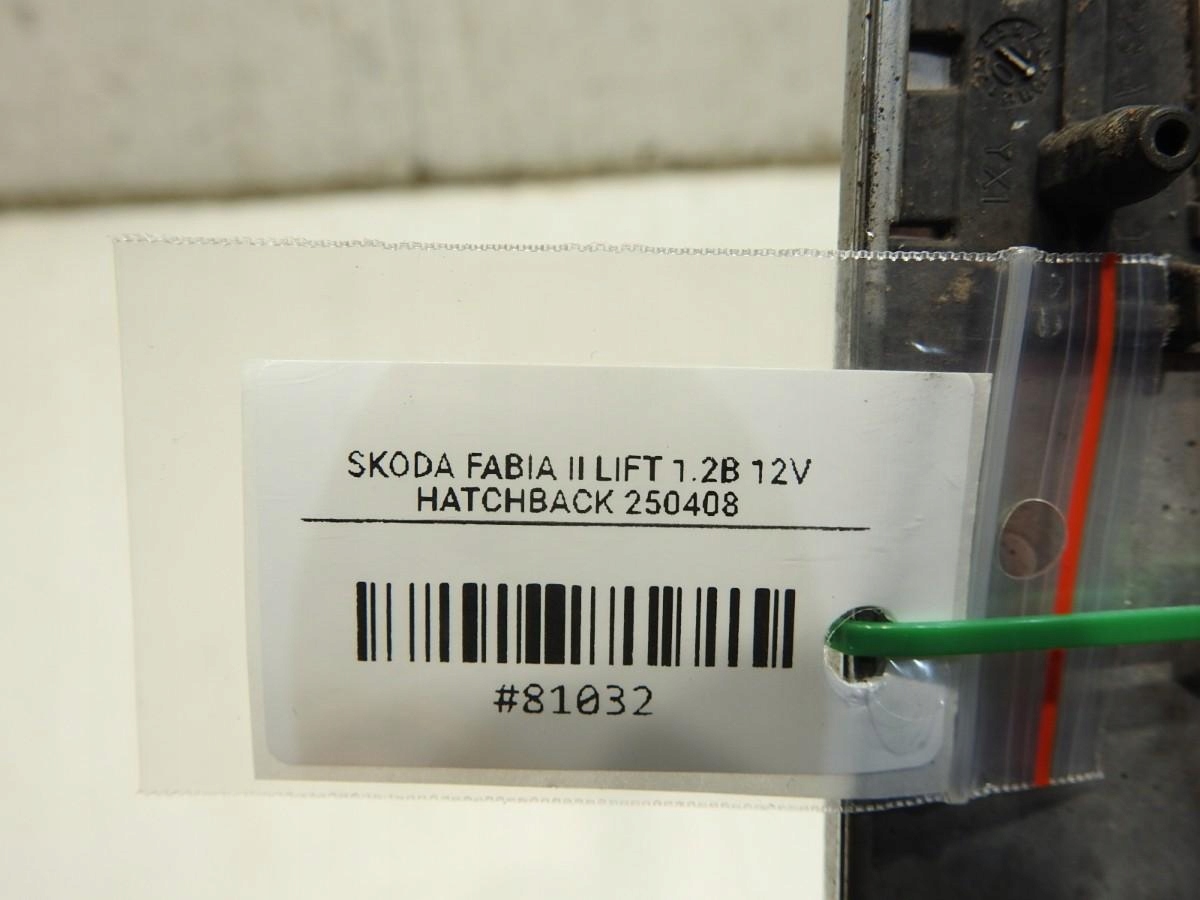 SKODA FABIA II LIFT 1.2B 12V
HATCHBACK 250408
#81032